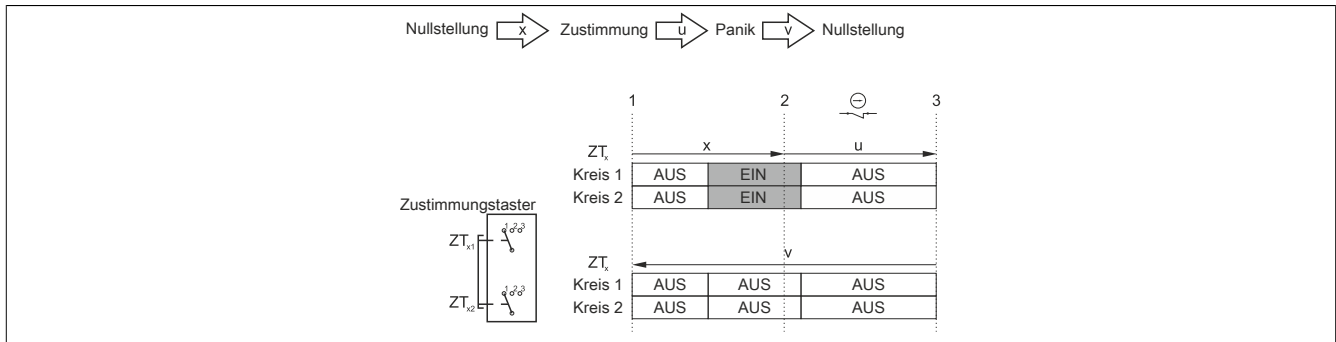 Nullstellung x Zustimmung u Panik v Nullstellung
1 2 3
x u
ZTx
Kreis 1 AUS EIN AUS
Kreis 2 AUS EIN AUS
Zustimmungstaster
1 2 3
ZTx1
v
ZTx
Kreis 1 AUS AUS AUS
1 2 3
ZTx2
Kreis 2 AUS AUS AUS